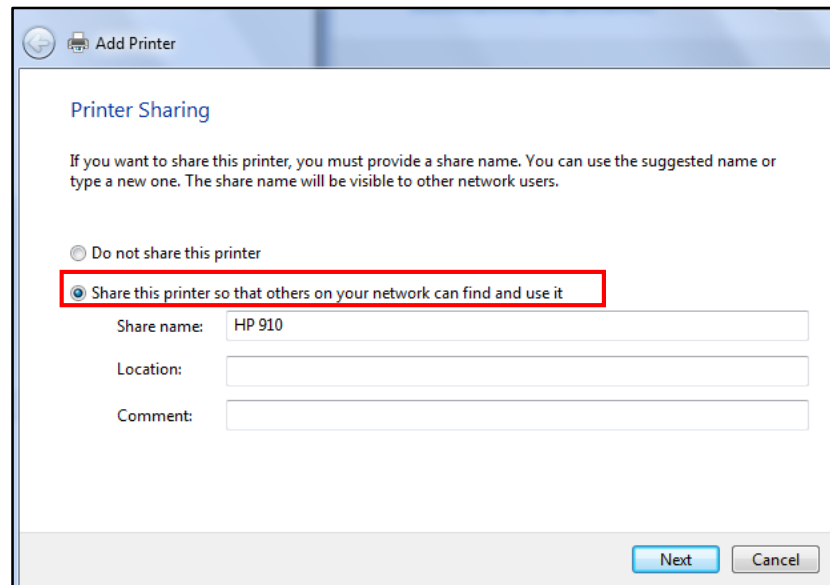 Add Printer
Printer Sharing
If you want to share this printer, you must provide a share name. You can use the suggested name or
type a new one. The share name will be visible to other network users.
Do not share this printer
Share this printer so that others on your network can find and use it
Share name: HP 910
Location:
Comment:
Next Cancel